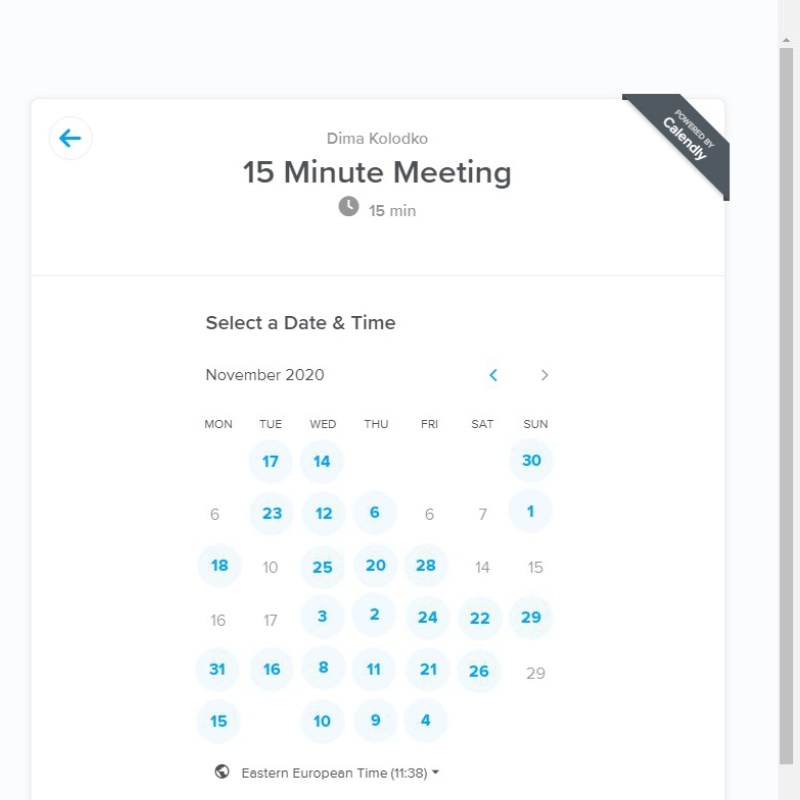 POWERED BY
Calendly
Dima Kolodko
15 Minute Meeting
15 min
Select a Date & Time
November 2020
MON TUE WED THU FRI SAT SUN
17 14 30
6 23 12 6 6 7 1
18 10 25 20 28 14 15
16 17 3 2 24 22 29
31 16 8 11 21 26 29
15 10 9 4
Eastern European Time (11:38)